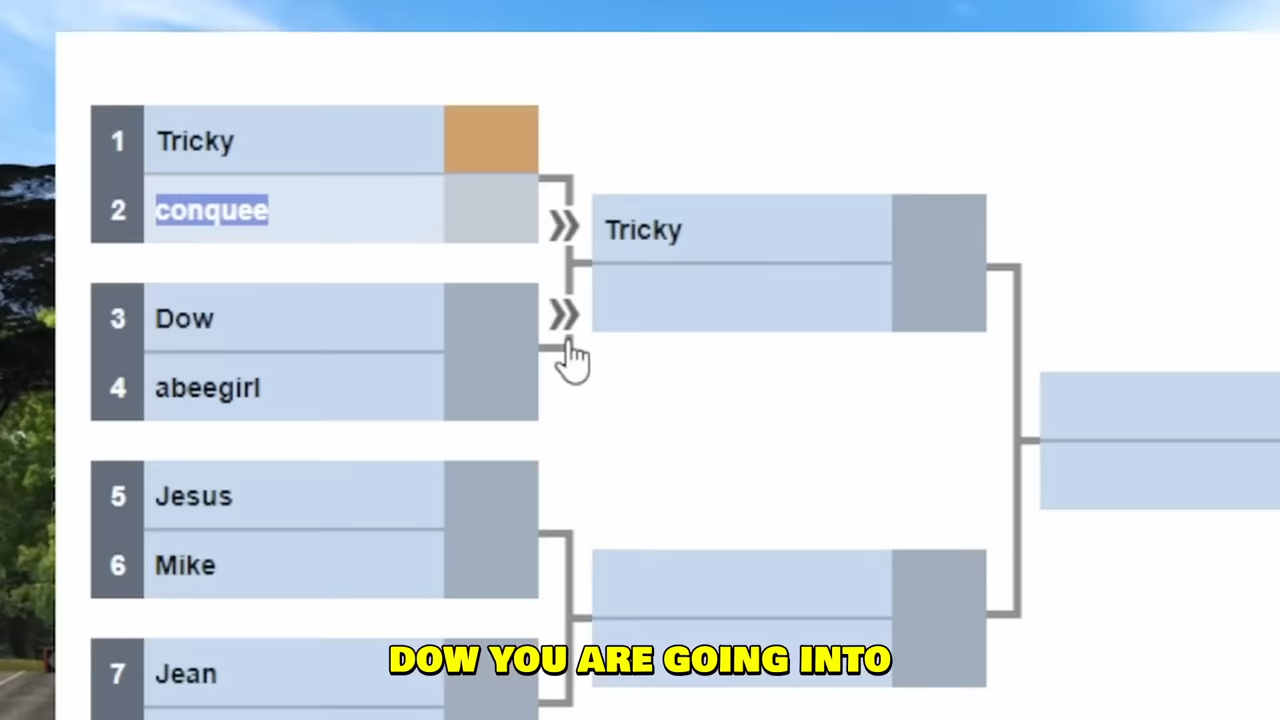 1 Tricky
2 conquee
Tricky
3 Dow
4 abeegirl
5 Jesus
6 Mike
7 Jean
DOW YOU ARE GOING INTO